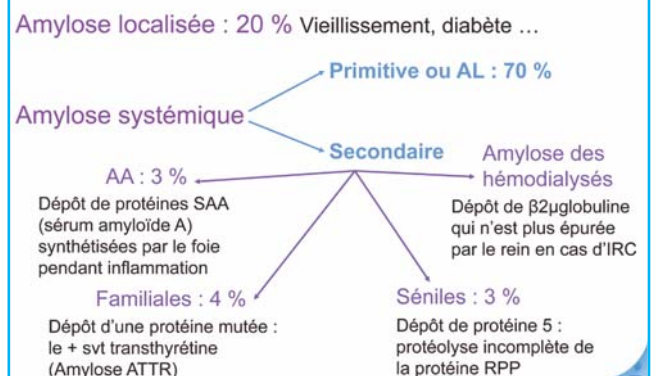 Amylose localisée : 20 % Vieillissement, diabète ...
Primitive ou AL : 70 %
Amylose systémique
Secondaire
AA : 3 %
Dépôt de protéines SAA
(sérum amyloïde A)
synthétisées par le foie
pendant inflammation
Amylose des
hémodialysés
Dépôt de β2µglobuline
qui n'est plus épurée
par le rein en cas d'IRC
Familiales : 4 %
Dépôt d'une protéine mutée :
le + svt transthyrétine
(Amylose ATTR)
Séniles : 3 %
Dépôt de protéine 5 :
protéolyse incomplète de
la protéine RPP